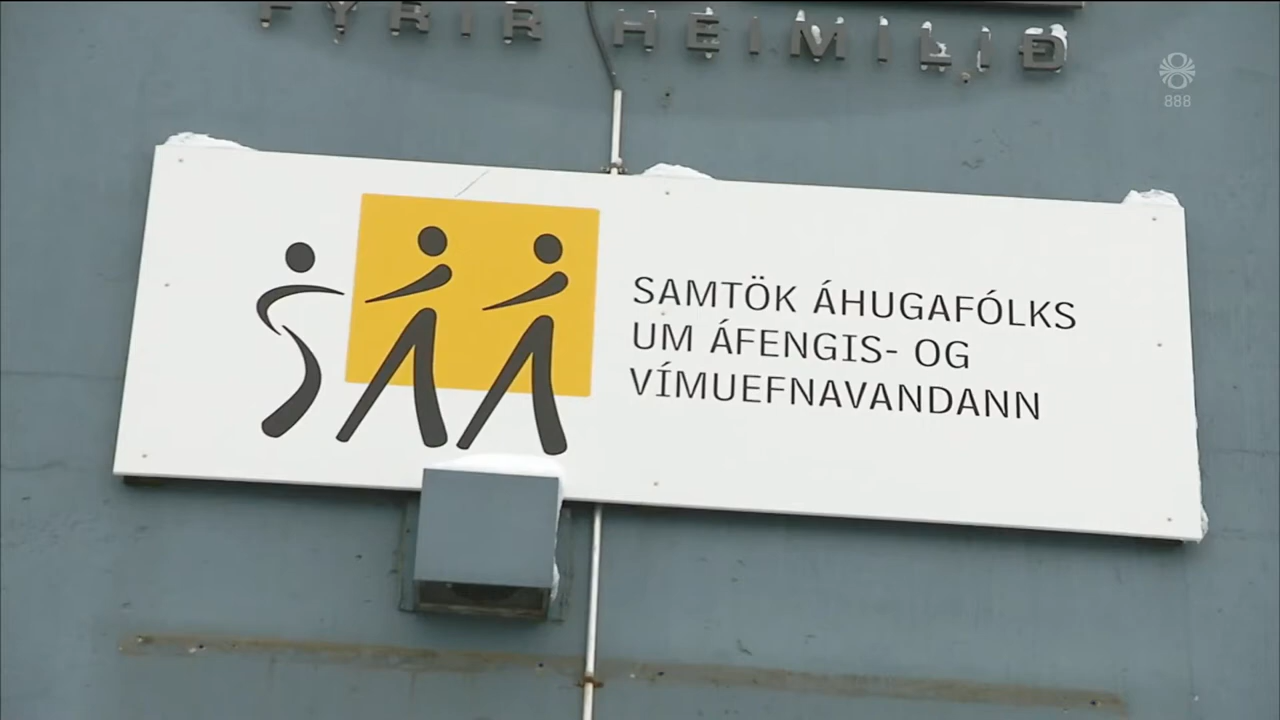 FYRIR HEIMILIÐ
888
SAMTÖK ÁHUGAFÓLKS
UM ÁFENGIS- OG
VÍMUEFNAVANDANN